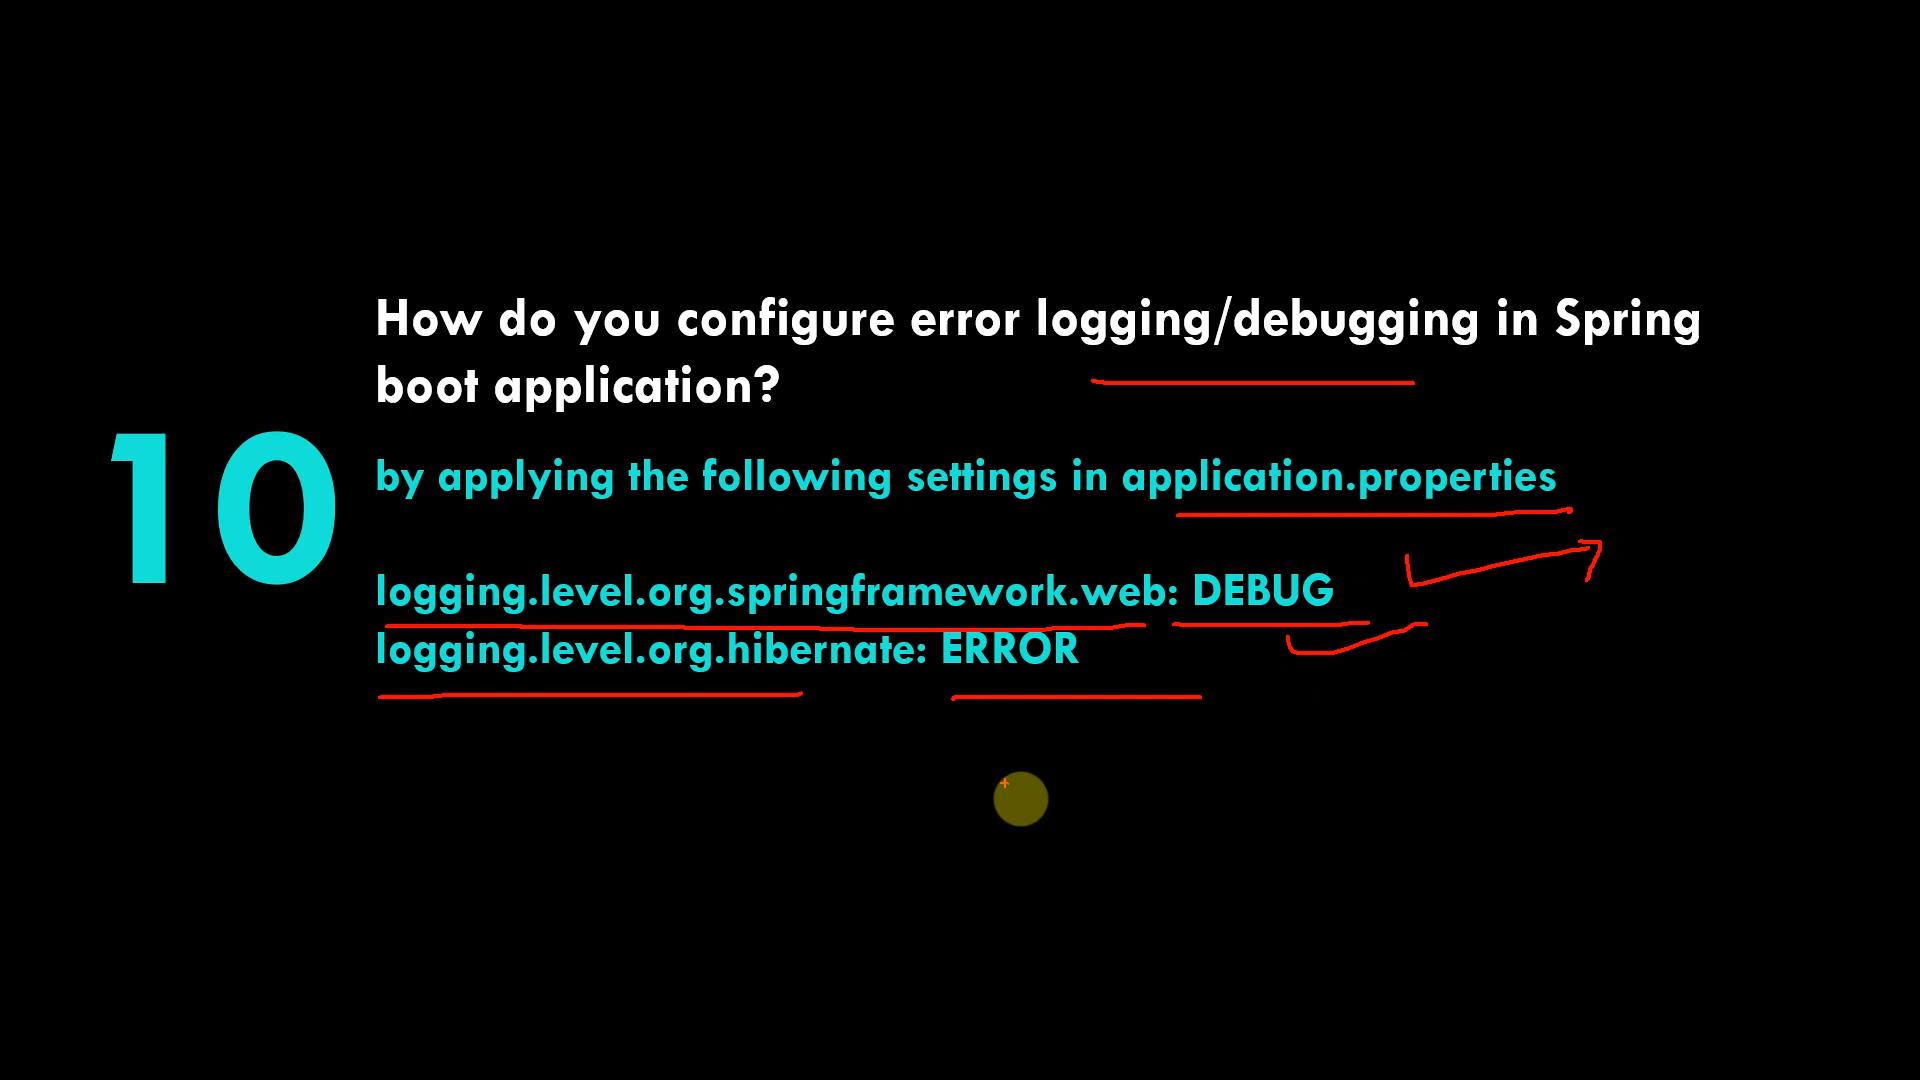 How do you configure error logging/debugging in Spring
boot application?
10
by applying the following settings in application.properties
logging.level.org.springframework.web: DEBUG
logging.level.org.hibernate: ERROR